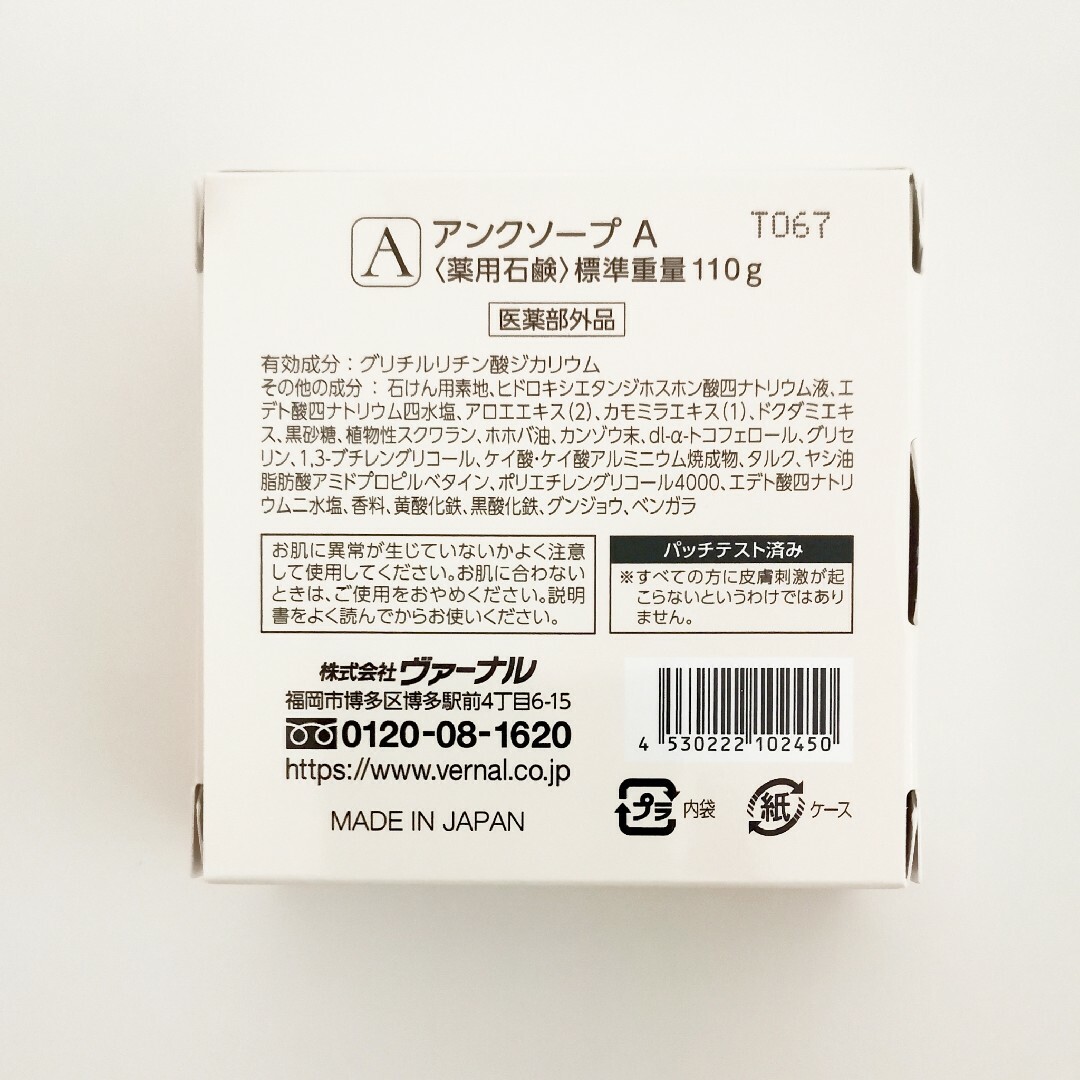 A アンクソープ A T067
〈薬用石鹸〉標準重量110g
医薬部外品
有効成分：グリチルリチン酸ジカリウム
その他の成分：石けん用素地、ヒドロキシエタンジホスホン酸四ナトリウム液、エ
デト酸四ナトリウム四水塩、アロエエキス(2)、カモミラエキス(1)、ドクダミエキ
ス、黒砂糖、植物性スクワラン、ホホバ油、カンゾウ末、dl-α-トコフェロール、グリセ
リン、1,3-ブチレングリコール、ケイ酸・ケイ酸アルミニウム焼成物、タルク、ヤシ油
脂肪酸アミドプロピルベタイン、ポリエチレングリコール4000、エデト酸四ナトリ
ウム二水塩、香料、黄酸化鉄、黒酸化鉄、グンジョウ、ベンガラ
お肌に異常が生じていないかよく注意
して使用してください。お肌に合わない
ときは、ご使用をおやめください。説明
書をよく読んでからお使いください。
パッチテスト済み
※すべての方に皮膚刺激が起
こらないというわけではあり
ません。
株式会社ヴァーナル
福岡市博多区博多駅前4丁目6-15
0120-08-1620
https://www.vernal.co.jp
MADE IN JAPAN
4 530222 102450
プラ 内袋
紙 ケース